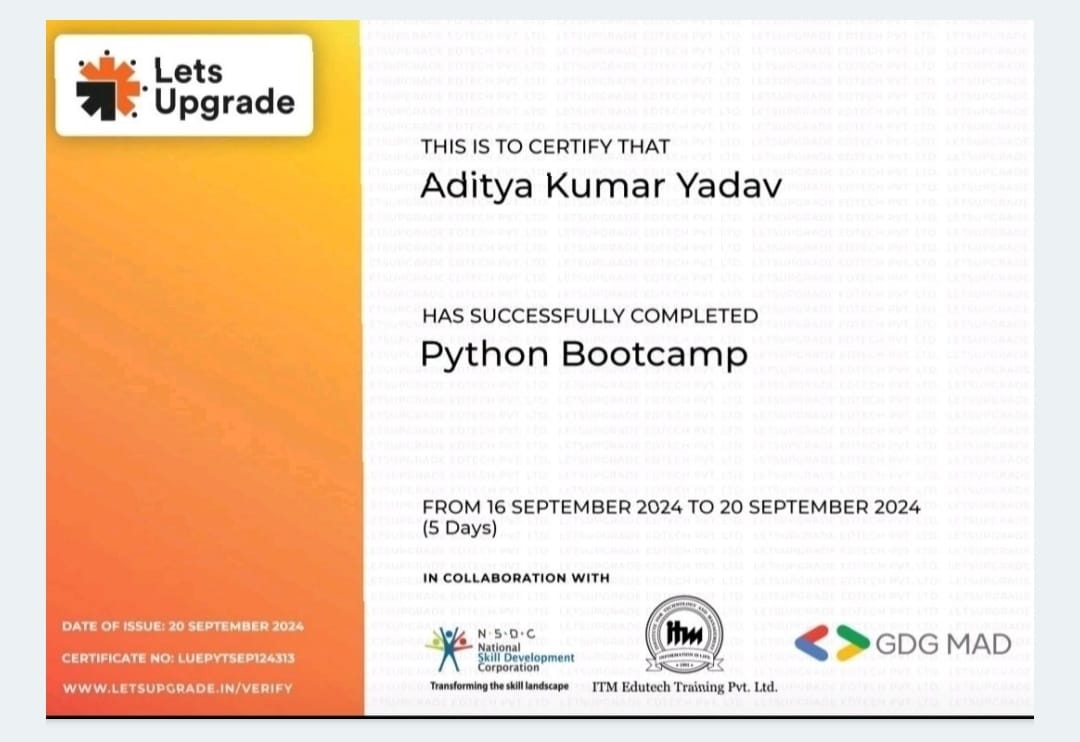 Lets
Upgrade
THIS IS TO CERTIFY THAT
Aditya Kumar Yadav
HAS SUCCESSFULLY COMPLETED
Python Bootcamp
FROM 16 SEPTEMBER 2024 TO 20 SEPTEMBER 2024
(5 Days)
IN COLLABORATION WITH
DATE OF ISSUE: 20 SEPTEMBER 2024
CERTIFICATE NO: LUEPYTSEP124313
WWW.LETSUPGRADE.IN/VERIFY
N·S·D·C
National
Skill Development
Corporation
Transforming the skill landscape
itm
ITM Edutech Training Pvt. Ltd.
GDG MAD
LETSUPGRADE EDTECH PVT. LTD.